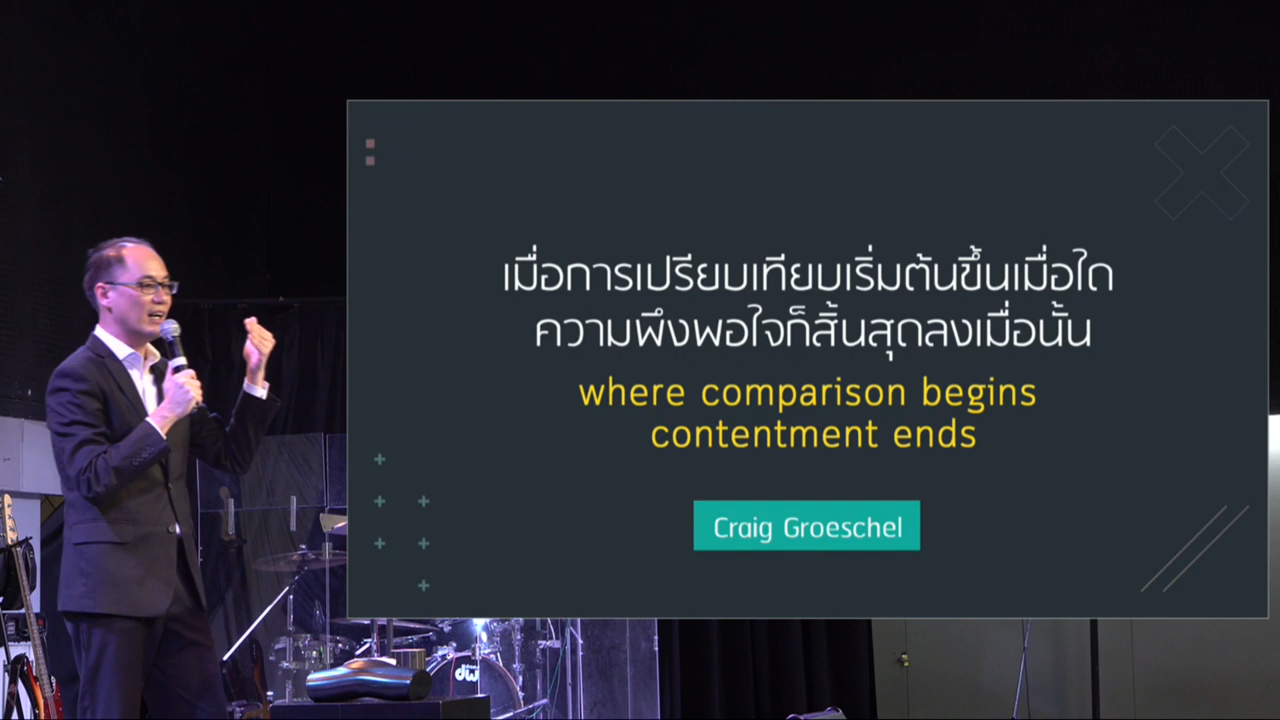 เมื่อการเปรียบเทียบเริ่มต้นขึ้นเมื่อใด
ความพึงพอใจก็สิ้นสุดลงเมื่อนั้น
where comparison begins
contentment ends
Craig Groeschel
dw